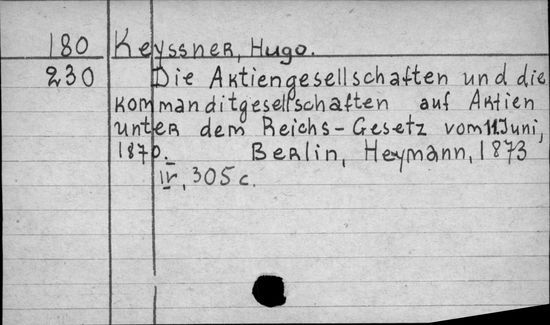 180 Keyssner, Hugo.
230 Die Aktiengesellschaften und die
Kommanditgesellschaften auf Aktien
unter dem Reichs-Gesetz vom 11 Juni,
1870. Berlin, Heymann, 1873
IV, 305 c.